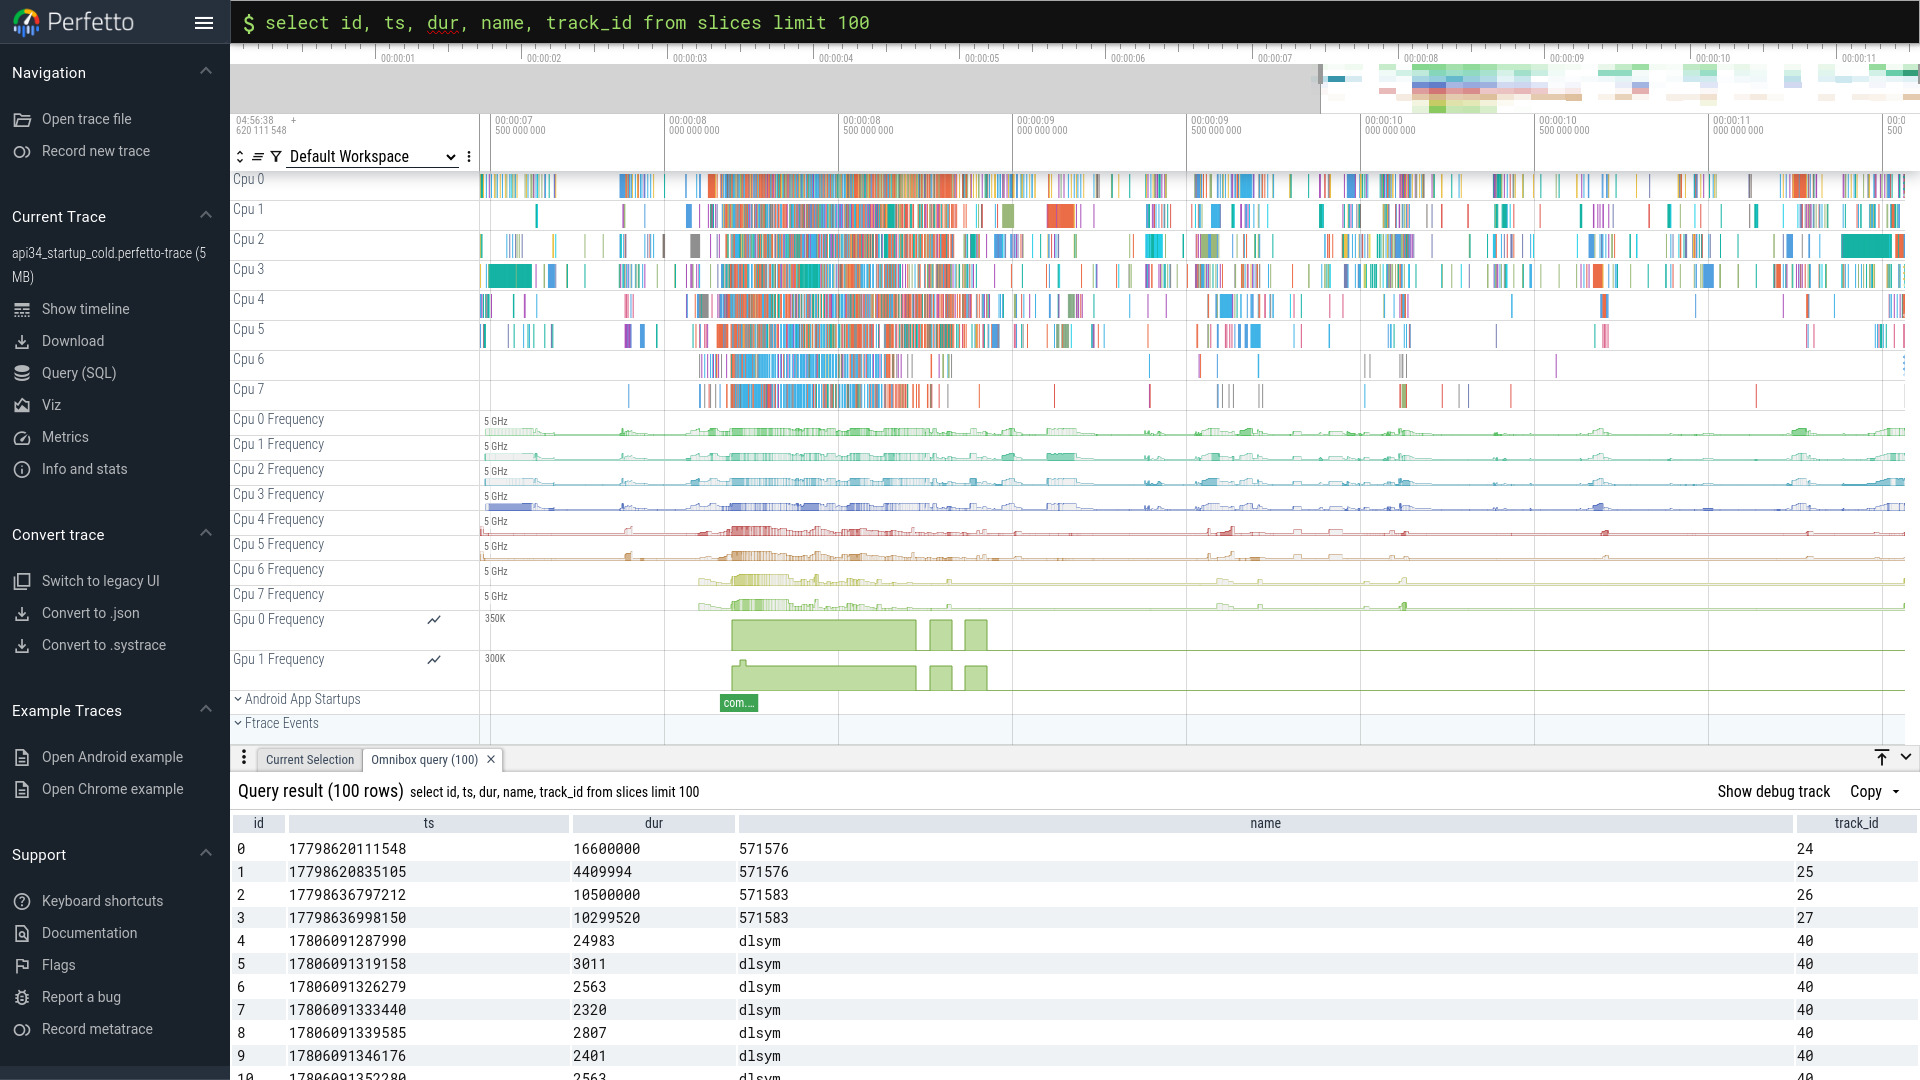 Perfetto
$ select id, ts, dur, name, track_id from slices limit 100
Navigation
Open trace file
Record new trace
Current Trace
api34_startup_cold.perfetto-trace (5
MB)
Show timeline
Download
Query (SQL)
Viz
Metrics
Info and stats
Convert trace
Switch to legacy UI
Convert to .json
Convert to .systrace
Example Traces
Open Android example
Open Chrome example
Support
Keyboard shortcuts
Documentation
Flags
Report a bug
Record metatrace
00:00:01 00:00:02 00:00:03 00:00:04 00:00:05 00:00:06 00:00:07 00:00:08 00:00:09 00:00:10 00:00:11
04:56:38 + 00:00:07 00:00:08 00:00:08 00:00:09 00:00:09 00:00:10 00:00:10 00:00:11 00:0
620 111 548 500 000 000 000 000 000 500 000 000 000 000 000 500 000 000 000 000 000 500 000 000 000 000 000 500
Default Workspace
Cpu 0
Cpu 1
Cpu 2
Cpu 3
Cpu 4
Cpu 5
Cpu 6
Cpu 7
Cpu 0 Frequency 5 GHz
Cpu 1 Frequency 5 GHz
Cpu 2 Frequency 5 GHz
Cpu 3 Frequency 5 GHz
Cpu 4 Frequency 5 GHz
Cpu 5 Frequency 5 GHz
Cpu 6 Frequency 5 GHz
Cpu 7 Frequency 5 GHz
Gpu 0 Frequency 350K
Gpu 1 Frequency 300K
Android App Startups com....
Ftrace Events
Current Selection Omnibox query (100)
Query result (100 rows) select id, ts, dur, name, track_id from slices limit 100 Show debug track Copy
id ts dur name track_id
0 17798620111548 16600000 571576 24
1 17798620835105 4409994 571576 25
2 17798636797212 10500000 571583 26
3 17798636998150 10299520 571583 27
4 17806091287990 24983 dlsym 40
5 17806091319158 3011 dlsym 40
6 17806091326279 2563 dlsym 40
7 17806091333440 2320 dlsym 40
8 17806091339585 2807 dlsym 40
9 17806091346176 2401 dlsym 40
10 17806091352280 2563 dlsym 40